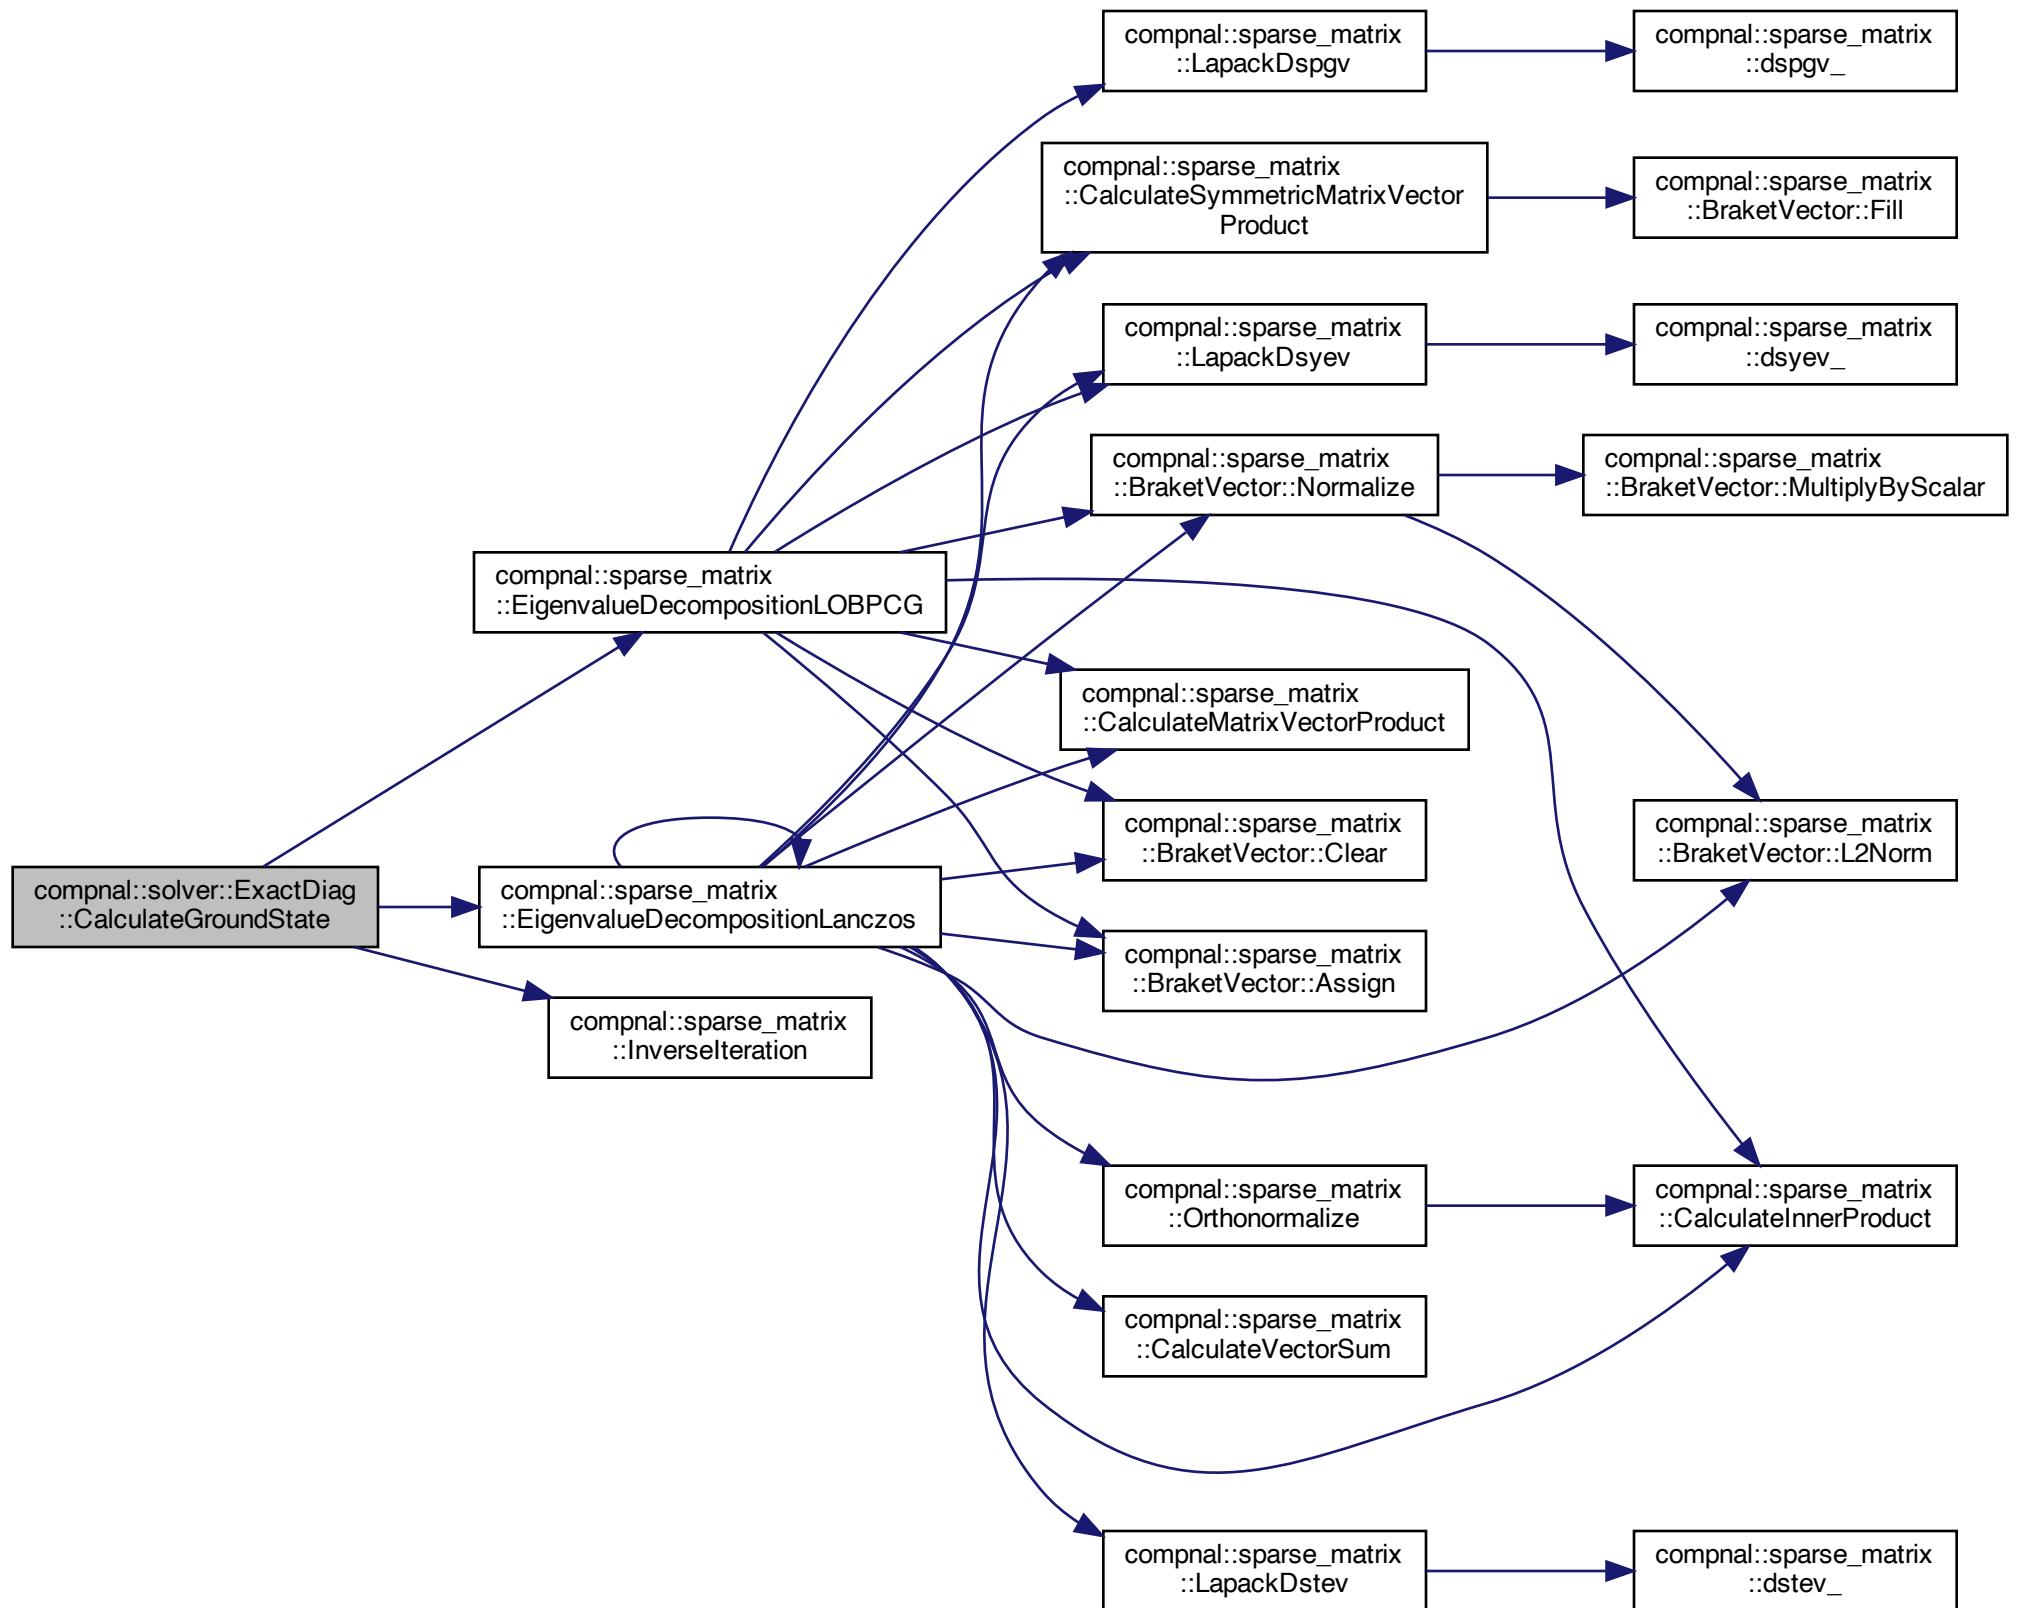 compnal::sparse_matrix
::LapackDspgv
compnal::sparse_matrix
::dspgv_
compnal::sparse_matrix
::CalculateSymmetricMatrixVector
Product
compnal::sparse_matrix
::BraketVector::Fill
compnal::sparse_matrix
::LapackDsyev
compnal::sparse_matrix
::dsyev_
compnal::sparse_matrix
::BraketVector::Normalize
compnal::sparse_matrix
::BraketVector::MultiplyByScalar
compnal::sparse_matrix
::EigenvalueDecompositionLOBPCG
compnal::sparse_matrix
::CalculateMatrixVectorProduct
compnal::sparse_matrix
::BraketVector::Clear
compnal::sparse_matrix
::BraketVector::L2Norm
compnal::solver::ExactDiag
::CalculateGroundState
compnal::sparse_matrix
::EigenvalueDecompositionLanczos
compnal::sparse_matrix
::BraketVector::Assign
compnal::sparse_matrix
::InverseIteration
compnal::sparse_matrix
::Orthonormalize
compnal::sparse_matrix
::CalculateInnerProduct
compnal::sparse_matrix
::CalculateVectorSum
compnal::sparse_matrix
::LapackDstev
compnal::sparse_matrix
::dstev_